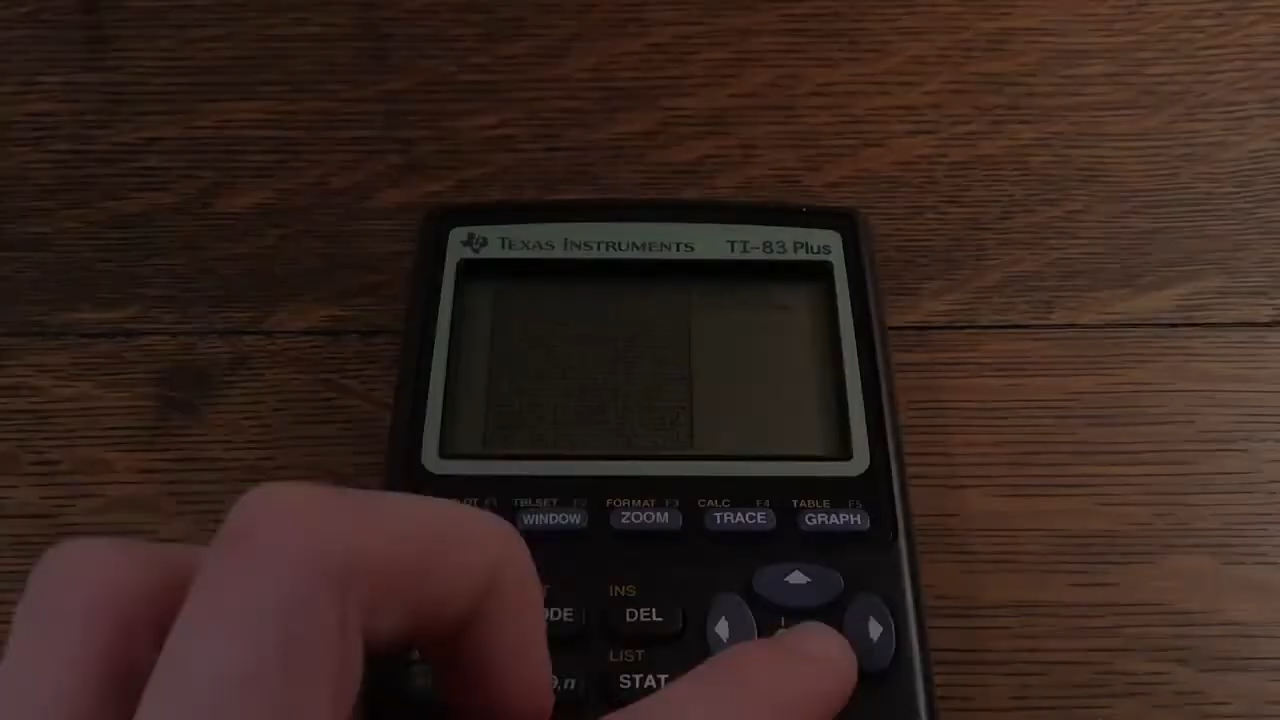 TEXAS INSTRUMENTS TI-83 Plus
TBLSET F2 FORMAT F3 CALC F4 TABLE F5
WINDOW ZOOM TRACE GRAPH
INS
DEL
LIST
STAT